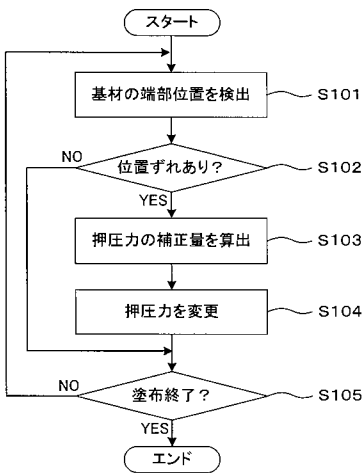 スタート
基材の端部位置を検出 S101
NO 位置ずれあり? S102
YES
押圧力の補正量を算出 S103
押圧力を変更 S104
NO 塗布終了? S105
YES
エンド